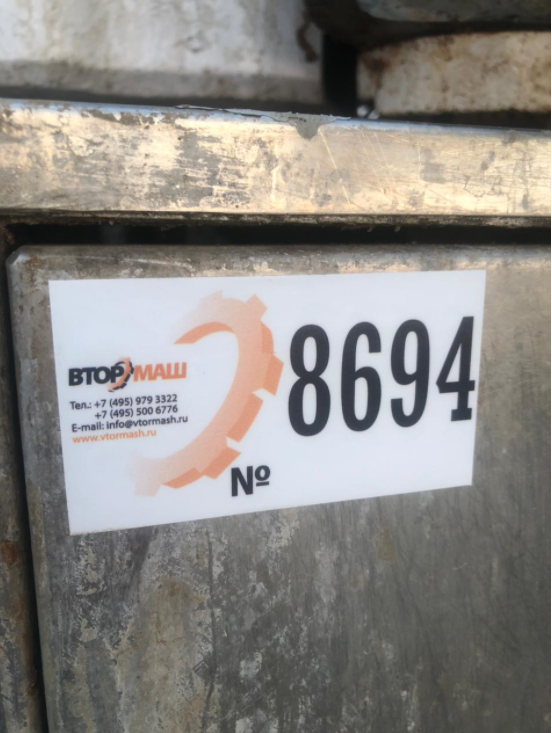 ВТОРМАШ
Тел.: +7 (495) 979 3322
+7 (495) 500 6776
E-mail: info@vtormash.ru
www.vtormash.ru
№ 8694